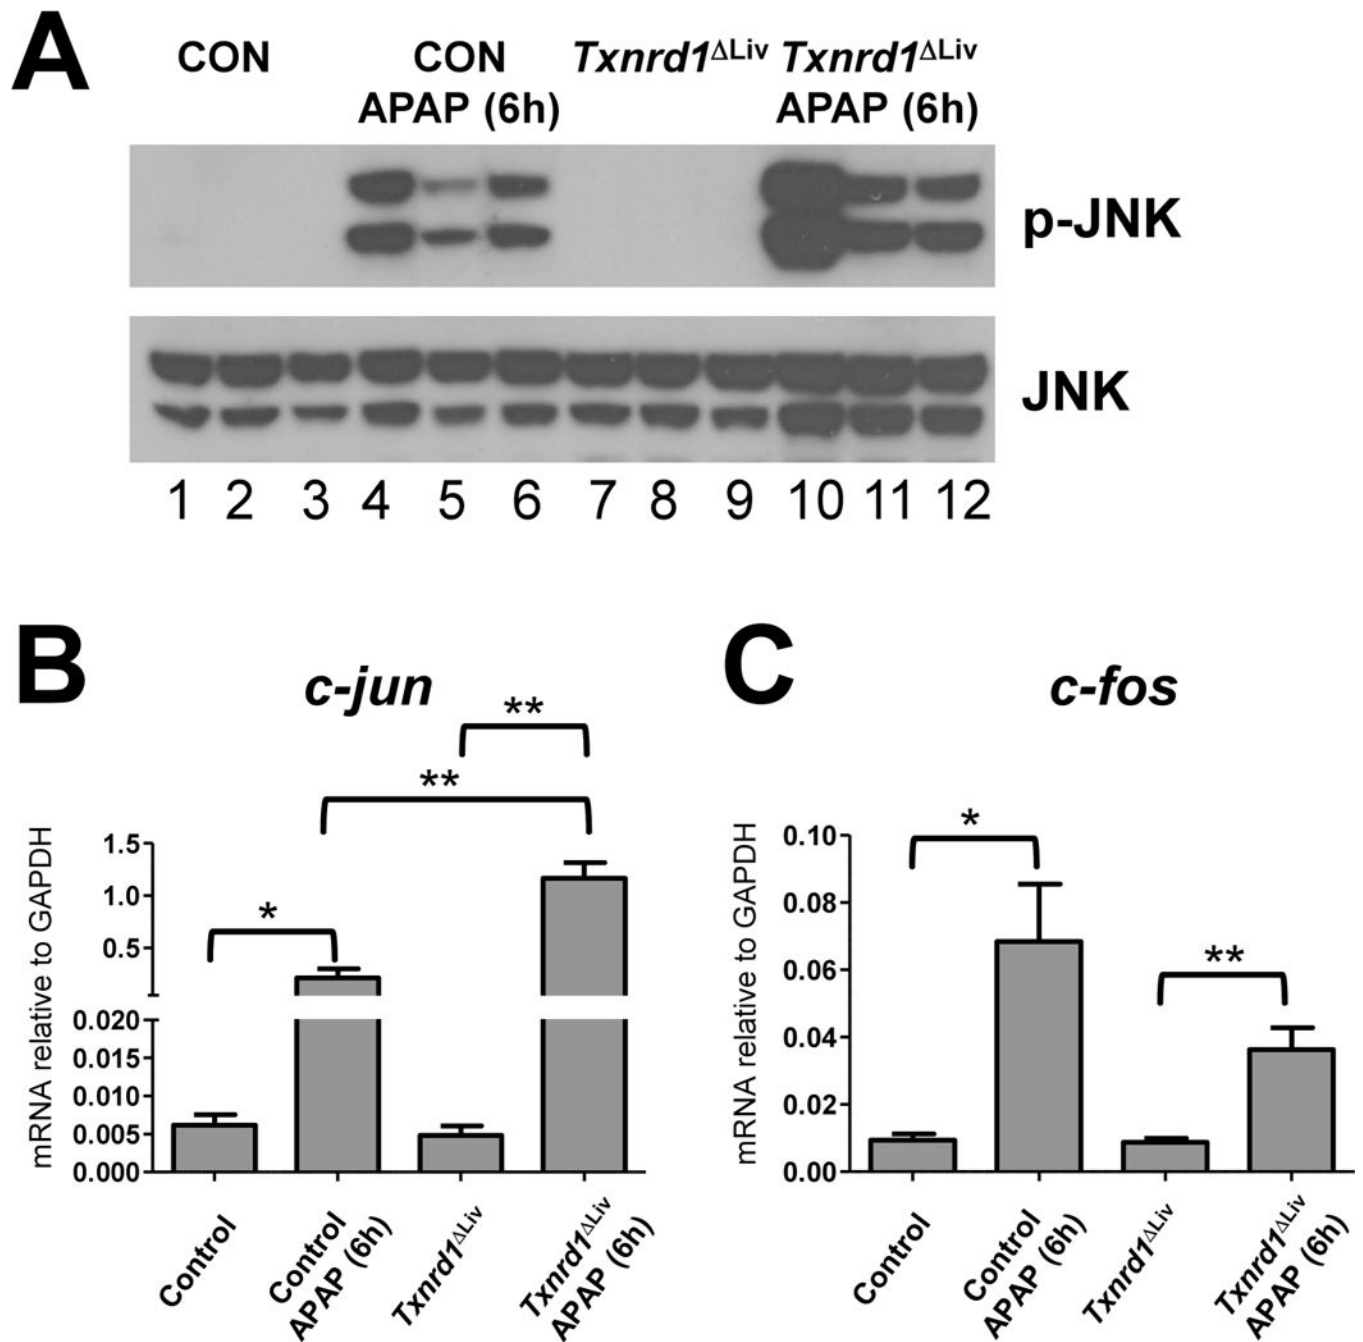 A
CON CON Txnrd1ΔLiv Txnrd1ΔLiv
APAP (6h) APAP (6h)
p-JNK
JNK
1 2 3 4 5 6 7 8 9 10 11 12
B
c-jun
**
**
*
mRNA relative to GAPDH
1.5
1.0
0.5
0.020
0.015
0.010
0.005
0.000
Control
Control
APAP (6h)
Txnrd1ΔLiv
Txnrd1ΔLiv
APAP (6h)
C
c-fos
*
**
mRNA relative to GAPDH
0.10
0.08
0.06
0.04
0.02
0.00
Control
Control
APAP (6h)
Txnrd1ΔLiv
Txnrd1ΔLiv
APAP (6h)